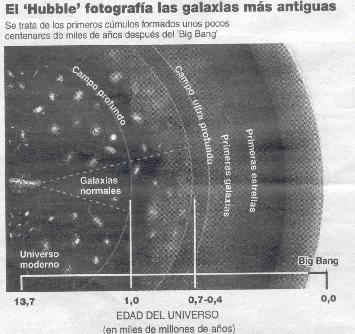 El 'Hubble' fotografía las galaxias más antiguas
Se trata de los primeros cúmulos formados unos pocos
centenares de miles de años después del 'Big Bang'
Campo profundo
Campo ultra profundo
Primeras galaxias
Primeras estrellas
Galaxias
normales
Universo
moderno
Big Bang
13,7
1,0
0,7-0,4
0,0
EDAD DEL UNIVERSO
(en miles de millones de años)